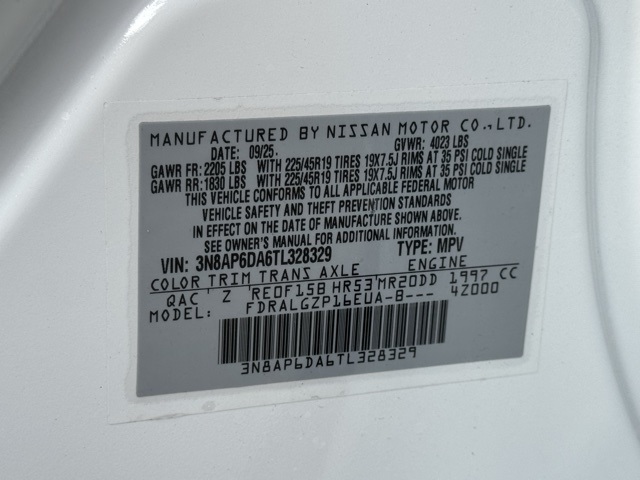 MANUFACTURED BY NISSAN MOTOR CO.,LTD.
DATE: 09/25. GVWR: 4023 LBS
GAWR FR: 2205 LBS WITH 225/45R19 TIRES 19X7.5J RIMS AT 35 PSI COLD SINGLE
GAWR RR: 1830 LBS WITH 225/45R19 TIRES 19X7.5J RIMS AT 35 PSI COLD SINGLE
THIS VEHICLE CONFORMS TO ALL APPLICABLE FEDERAL MOTOR
VEHICLE SAFETY AND THEFT PREVENTION STANDARDS
IN EFFECT ON THE DATE OF MANUFACTURE SHOWN ABOVE.
SEE OWNER'S MANUAL FOR ADDITIONAL INFORMATION.
VIN: 3N8AP6DA6TL328329 TYPE: MPV
COLOR TRIM TRANS AXLE ENGINE
QAC Z RE0F15B HR53 MR20DD 1997 CC
MODEL: FDRALGZP16EUA-B--- 4Z000
3N8AP6DA6TL328329